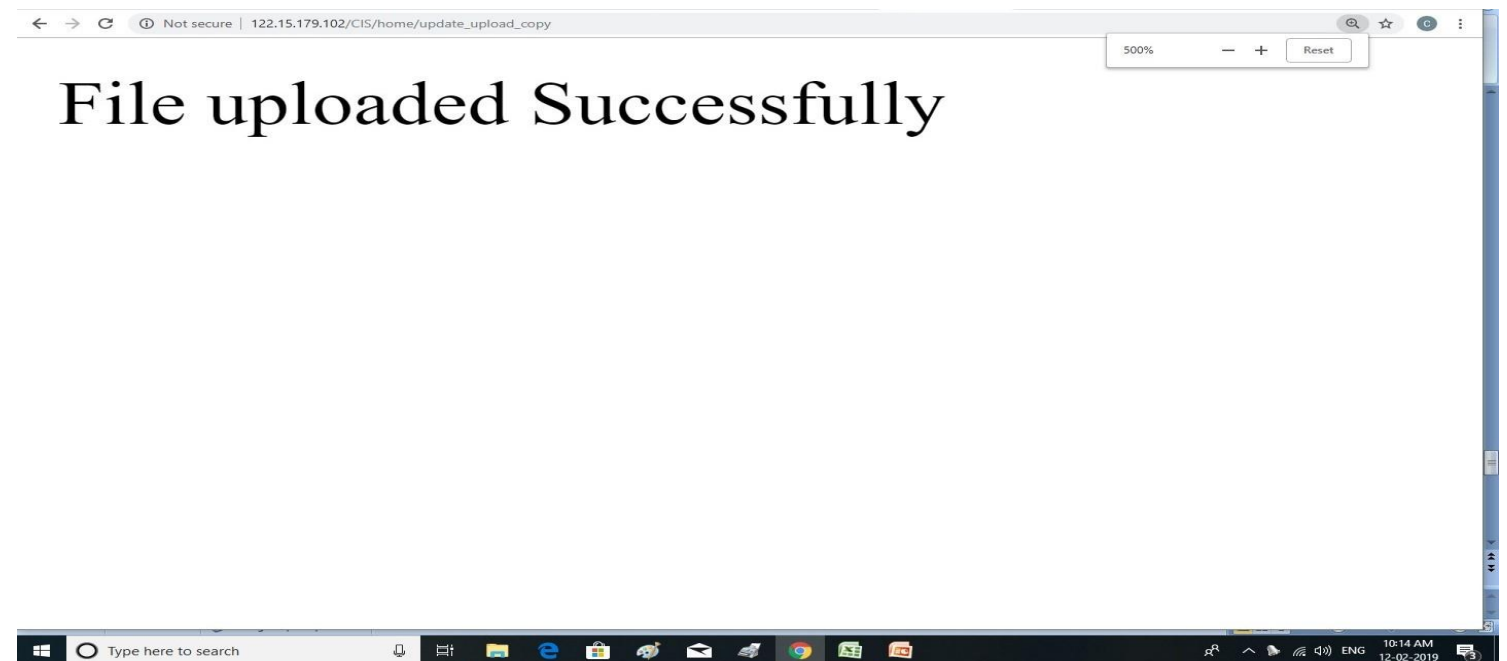 Not secure | 122.15.179.102/CIS/home/update_upload_copy
C
500% − + Reset
File uploaded Successfully
Type here to search
ENG
10:14 AM
12-02-2019
3